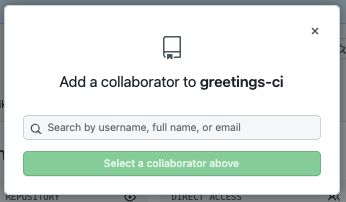 Add a collaborator to greetings-ci
Search by username, full name, or email
Select a collaborator above
REPOSITORY DIRECT ACCESS